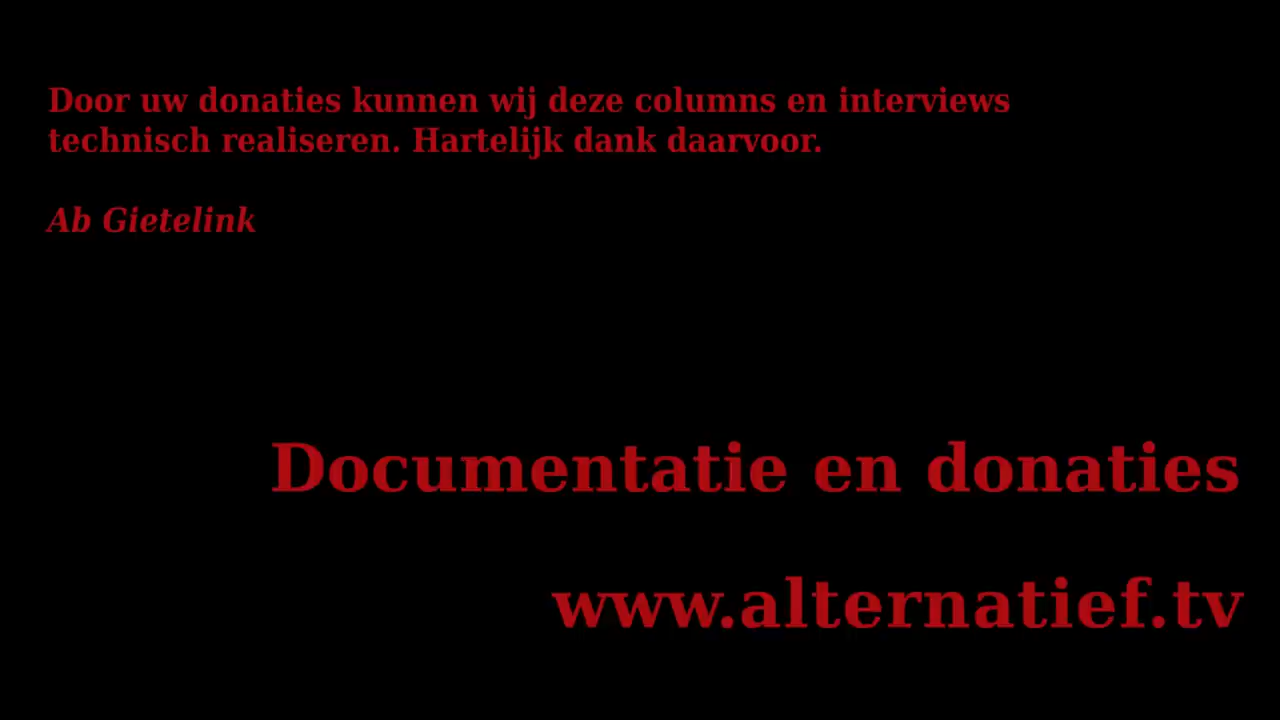 Door uw donaties kunnen wij deze columns en interviews
technisch realiseren. Hartelijk dank daarvoor.
Ab Gietelink
Documentatie en donaties
www.alternatief.tv